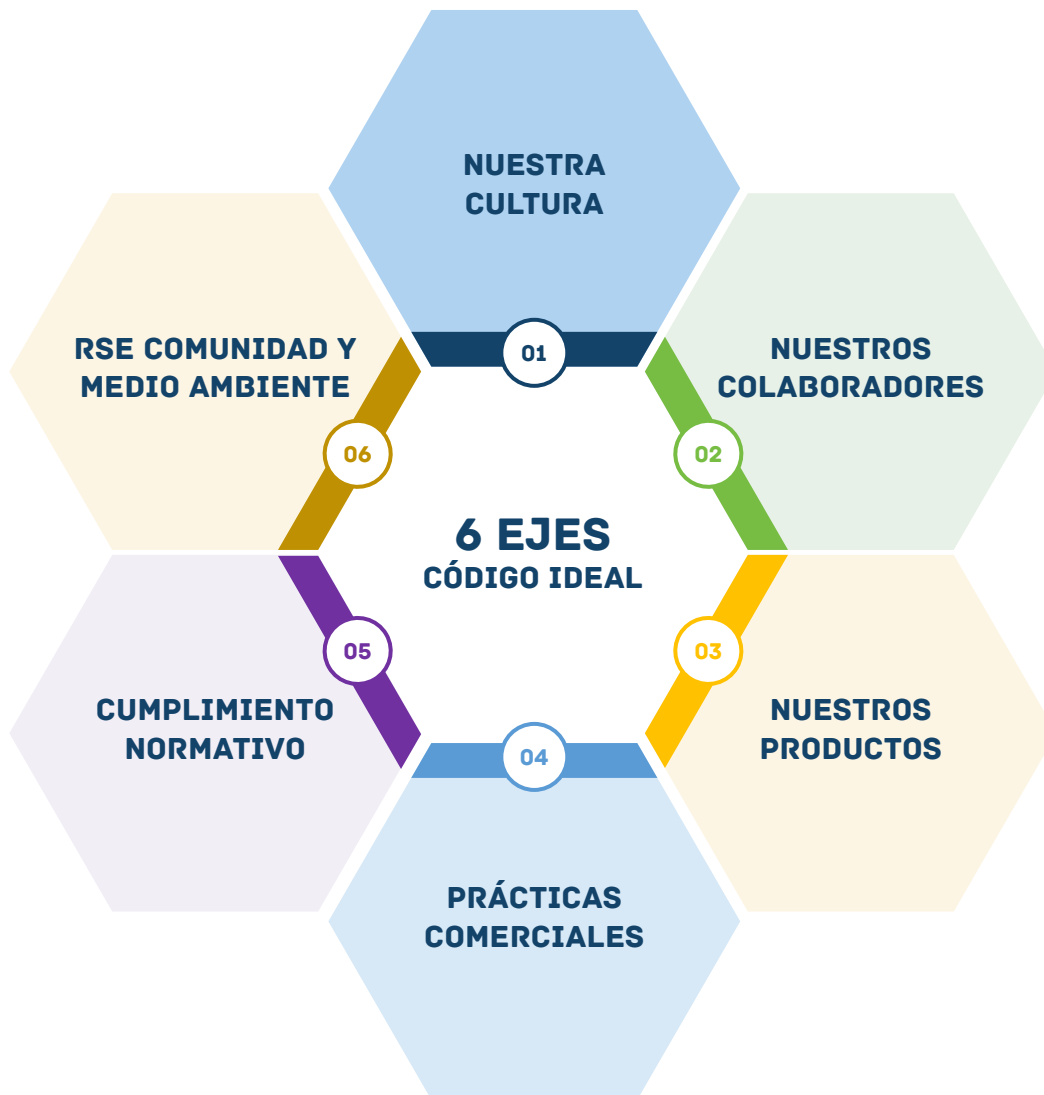 NUESTRA
CULTURA
01
NUESTROS
COLABORADORES
02
NUESTROS
PRODUCTOS
03
PRÁCTICAS
COMERCIALES
04
CUMPLIMIENTO
NORMATIVO
05
RSE COMUNIDAD Y
MEDIO AMBIENTE
06
6 EJES
CÓDIGO IDEAL